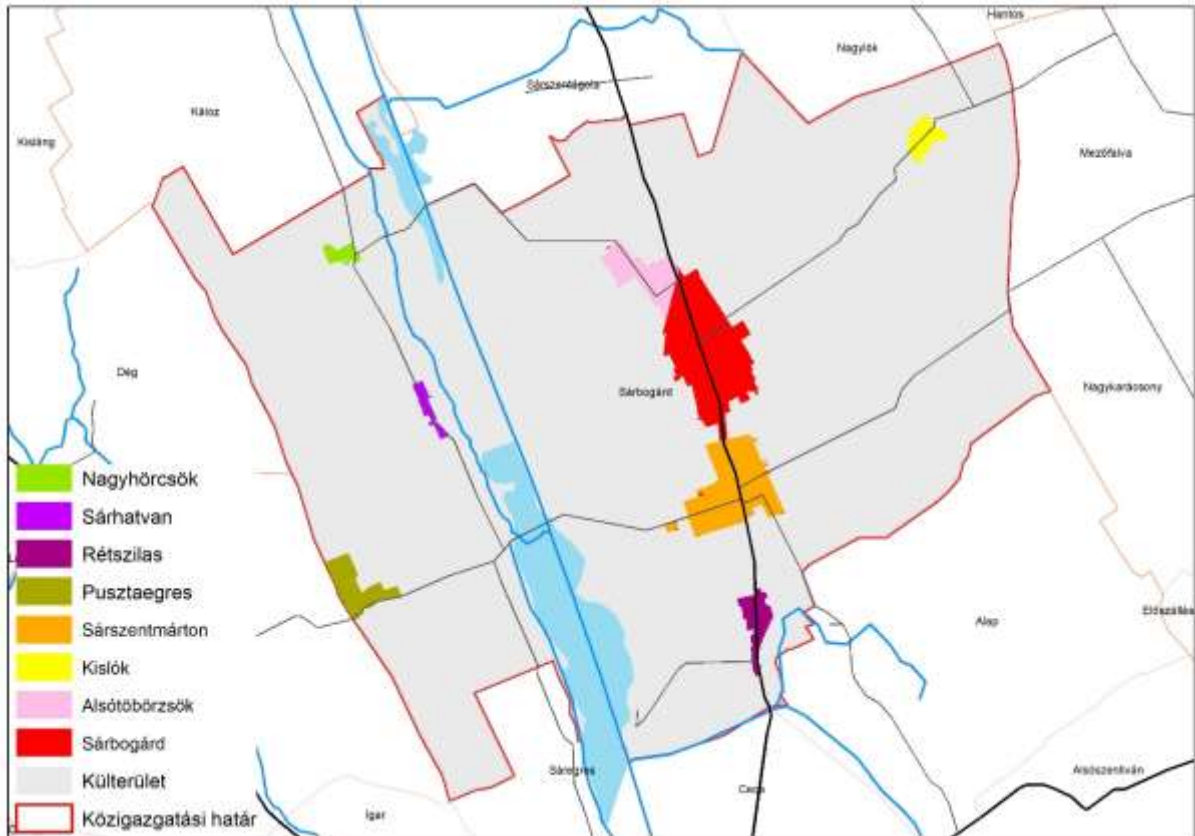 Hantos
Nagylók
Sárszentágota
Káloz
Kisláng
Mezőfalva
Dég
Sárbogárd
Nagykarácsony
Nagyhörcsök
Sárhatvan
Rétszilas
Pusztaegres
Sárszentmárton
Kislók
Alsótöbörzsök
Sárbogárd
Külterület
Közigazgatási határ
Előszállás
Alap
Sáregres
Alsószentiván
Cece
Igar